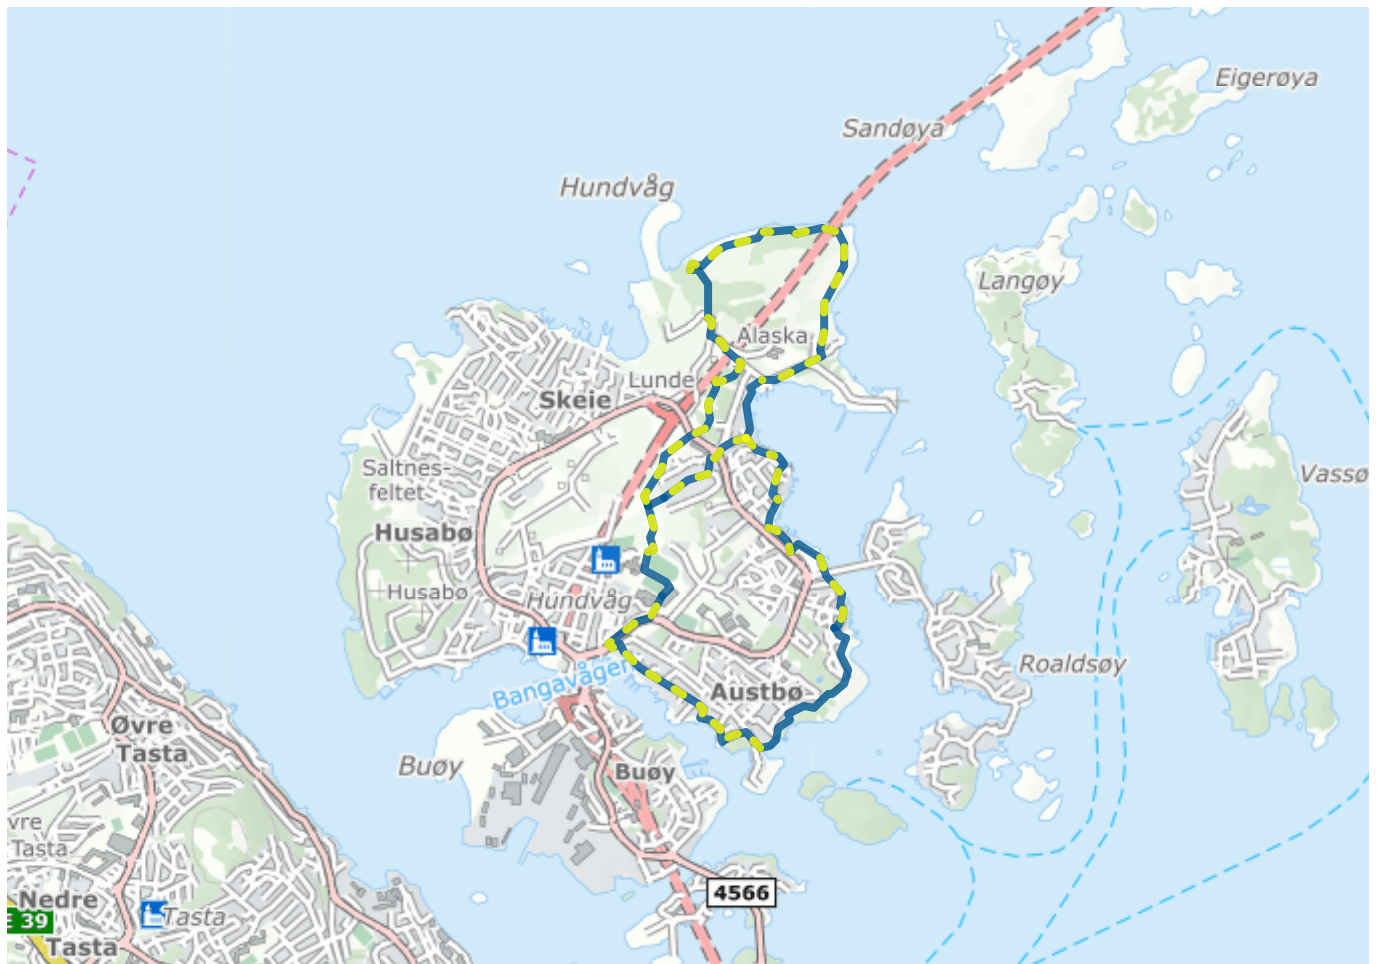 Eigerøya
Sandøya
Hundvåg
Langøy
Alaska
Lunde
Skeie
Saltnes-
feltet
Vassø
Husabø
Husabø
Hundvåg
Roaldsøy
Bangavågen
Austbø
Øvre
Tasta
Buøy
Buøy
vre
Tasta
4566
Nedre
Tasta
E 39
Tasta